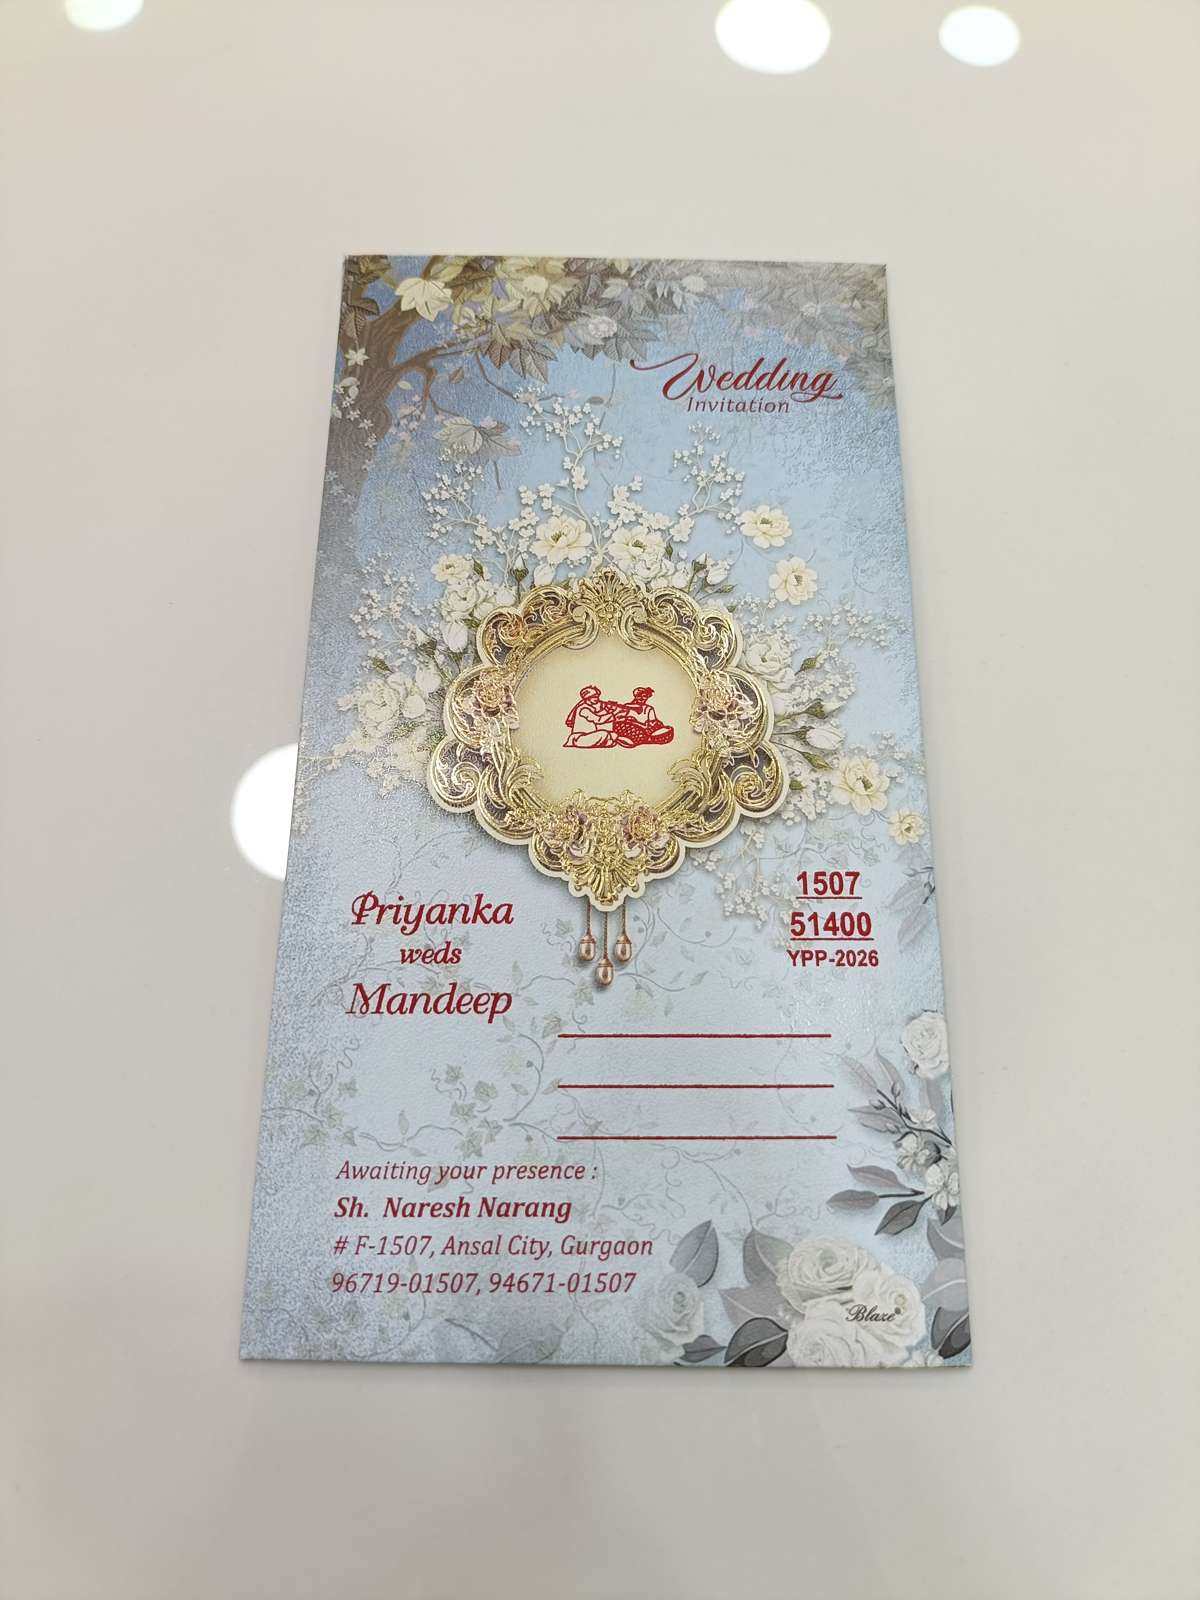 Wedding
Invitation
1507
51400
YPP-2026
Priyanka
weds
Mandeep
Awaiting your presence :
Sh. Naresh Narang
# F-1507, Ansal City, Gurgaon
96719-01507, 94671-01507
Blaze